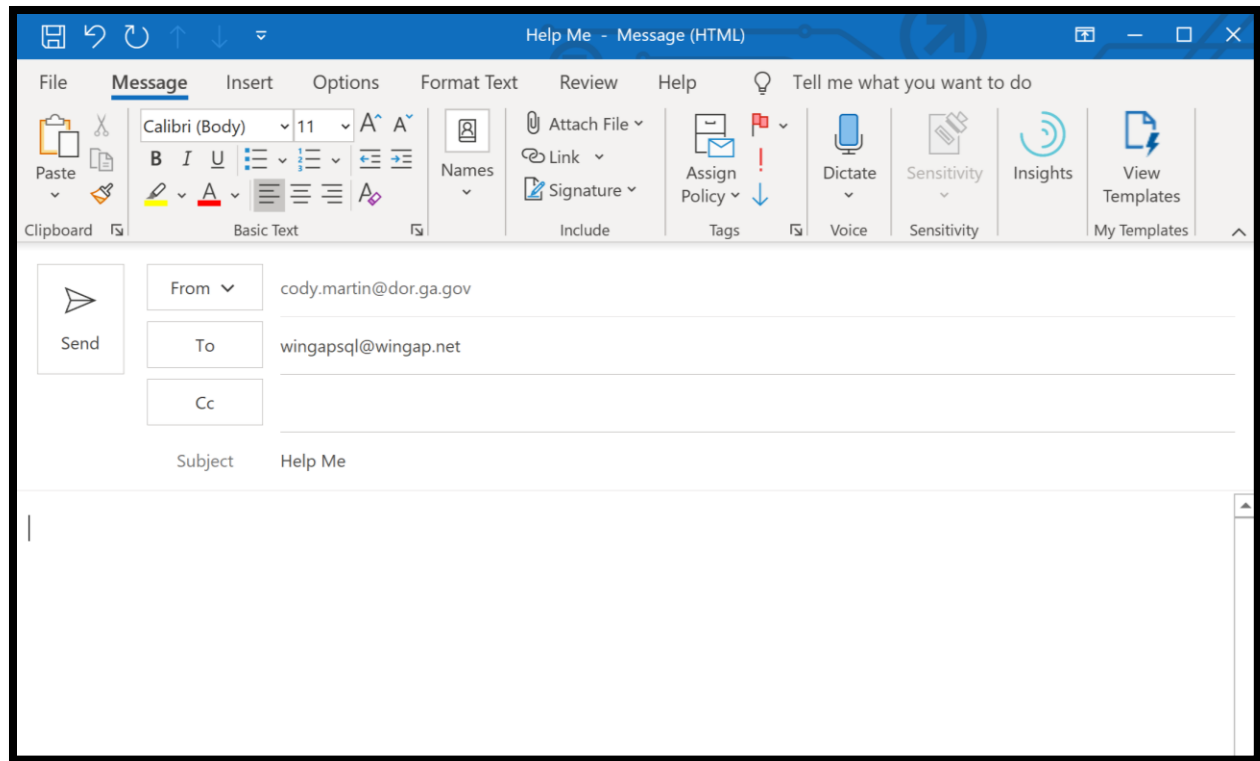 Help Me - Message (HTML)
File Message Insert Options Format Text Review Help Tell me what you want to do
Calibri (Body) 11 A A Attach File
Link
B I U
Paste Names Assign Policy Dictate Sensitivity Insights View Templates
A Signature
Clipboard Basic Text Include Tags Voice Sensitivity My Templates
From cody.martin@dor.ga.gov
Send To wingapsql@wingap.net
Cc
Subject Help Me